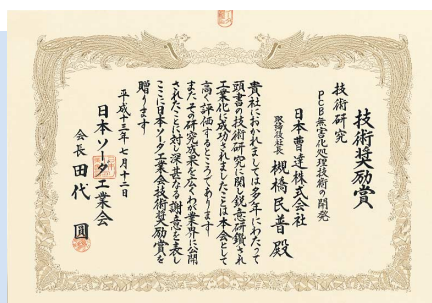 技術奨励賞
技術研究
PCB無害化処理技術の開発
日本曹達株式会社
取締役社長 槻橋民普殿
貴社におかれましては多年にわたって
頭書の技術研究に関し鋭意研鑽され
工業化に成功されましたことは本会として
高く評価するところであります
またその研究成果を広くわが業界に公開
されたことに対し深甚なる謝意を表し
ここに日本ソーダ工業会技術奨励賞を
贈ります
平成十三年七月十二日
日本ソーダ工業会
会長 田代圓